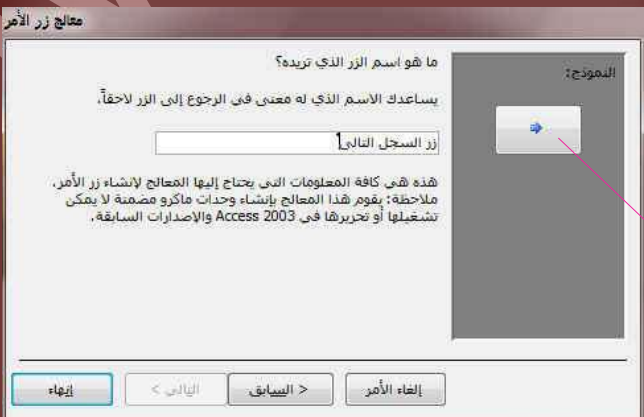 معالج زر الأمر
النموذج:
ما هو اسم الزر الذي تريده؟
يساعدك الاسم الذي له معنى في الرجوع إلى الزر لاحقاً.
زر السجل التالي
هذه هي كافة المعلومات التي يحتاج إليها المعالج لإنشاء زر الأمر.
ملاحظة: يقوم هذا المعالج بإنشاء وحدات ماكرو مضمنة لا يمكن
تشغيلها أو تحريرها في Access 2003 والإصدارات السابقة.
إلغاء الأمر
< السابق
التالي >
إنهاء